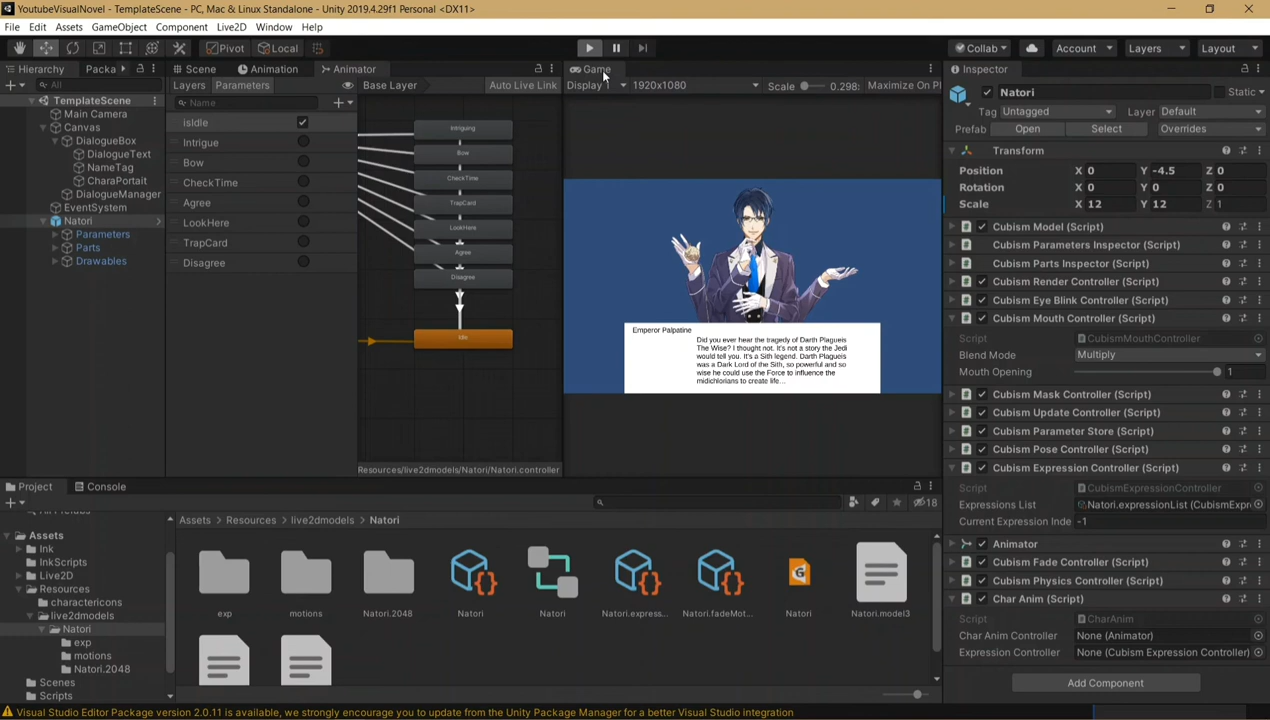 YoutubeVisualNovel - TemplateScene - PC, Mac & Linux Standalone - Unity 2019.4.29f1 Personal <DX11>
File Edit Assets GameObject Component Live2D Window Help
Pivot Local Collab Account Layers Layout
Hierarchy Packa
All
TemplateScene
Main Camera
Canvas
DialogueBox
DialogueText
NameTag
CharaPortait
DialogueManager
EventSystem
Natori
Parameters
Parts
Drawables
Scene Animation Animator
Layers Parameters Base Layer Auto Live Link
Name
isIdle
Intrigue
Bow
CheckTime
Agree
LookHere
TrapCard
Disagree
Intriguing
Bow
CheckTime
TrapCard
LookHere
Agree
Disagree
Idle
Resources/live2dmodels/Natori/Natori.controller
Game
Display 1 1920x1080 Scale 0.298: Maximize On P
Emperor Palpatine
Did you ever hear the tragedy of Darth Plagueis
The Wise? I thought not. It's not a story the Jedi
would tell you. It's a Sith legend. Darth Plagueis
was a Dark Lord of the Sith, so powerful and so
wise he could use the Force to influence the
midichlorians to create life...
Inspector
Natori Static
Tag Untagged Layer Default
Prefab Open Select Overrides
Transform
Position X 0 Y -4.5 Z 0
Rotation X 0 Y 0 Z 0
Scale X 12 Y 12 Z 1
Cubism Model (Script)
Cubism Parameters Inspector (Script)
Cubism Parts Inspector (Script)
Cubism Render Controller (Script)
Cubism Eye Blink Controller (Script)
Cubism Mouth Controller (Script)
Script CubismMouthController
Blend Mode Multiply
Mouth Opening 1
Cubism Mask Controller (Script)
Cubism Update Controller (Script)
Cubism Parameter Store (Script)
Cubism Pose Controller (Script)
Cubism Expression Controller (Script)
Script CubismExpressionController
Expressions List Natori.expressionList (CubismExpre
Current Expression Inde -1
Animator
Cubism Fade Controller (Script)
Cubism Physics Controller (Script)
Char Anim (Script)
Script CharAnim
Char Anim Controller None (Animator)
Expression Controller None (Cubism Expression Controller)
Add Component
Project Console
18
Assets
Ink
InkScripts
Live2D
Resources
charactericons
live2dmodels
Natori
exp
motions
Natori.2048
Scenes
Scripts
Assets Resources live2dmodels Natori
exp motions Natori.2048 Natori Natori Natori.express... Natori.fadeMot... Natori Natori.model3
Visual Studio Editor Package version 2.0.11 is available, we strongly encourage you to update from the Unity Package Manager for a better Visual Studio integration